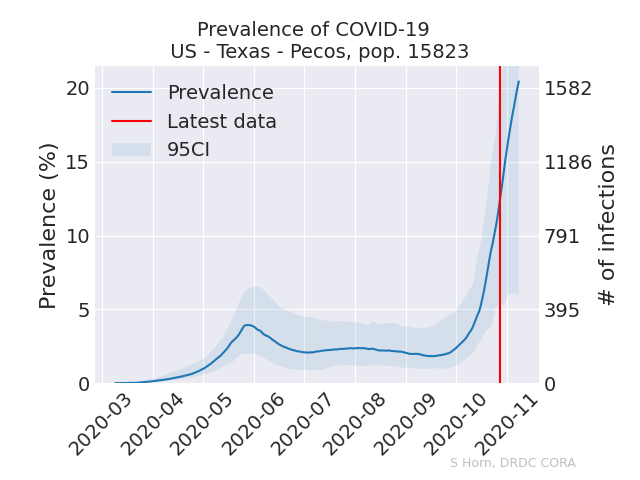 Prevalence of COVID-19
US - Texas - Pecos, pop. 15823
Prevalence
Latest data
95CI
Prevalence (%)
20
15
10
5
0
1582
1186
791
395
0
# of infections
2020-03
2020-04
2020-05
2020-06
2020-07
2020-08
2020-09
2020-10
2020-11
S Horn, DRDC CORA